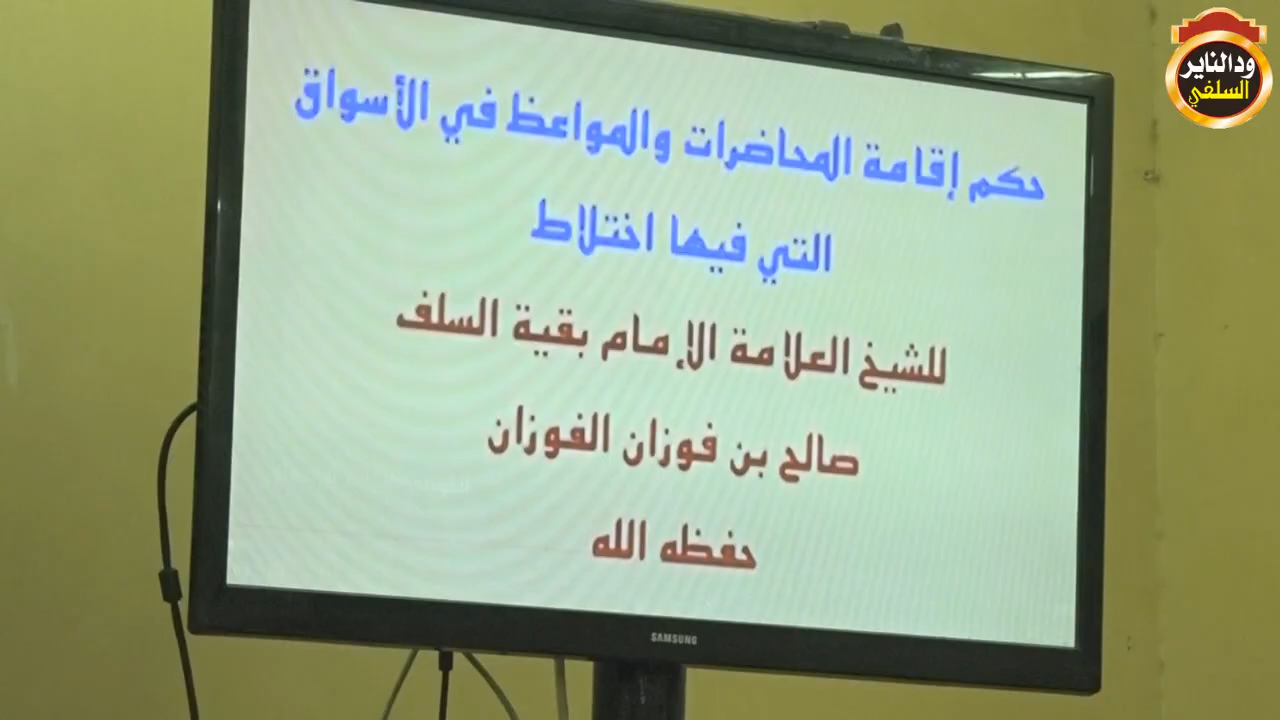 حكم إقامة المحاضرات والمواعظ في الأسواق
التي فيها اختلاط
للشيخ العلامة الإمام بقية السلف
صالح بن فوزان الفوزان
حفظه الله
SAMSUNG
ودالناير
السلفي